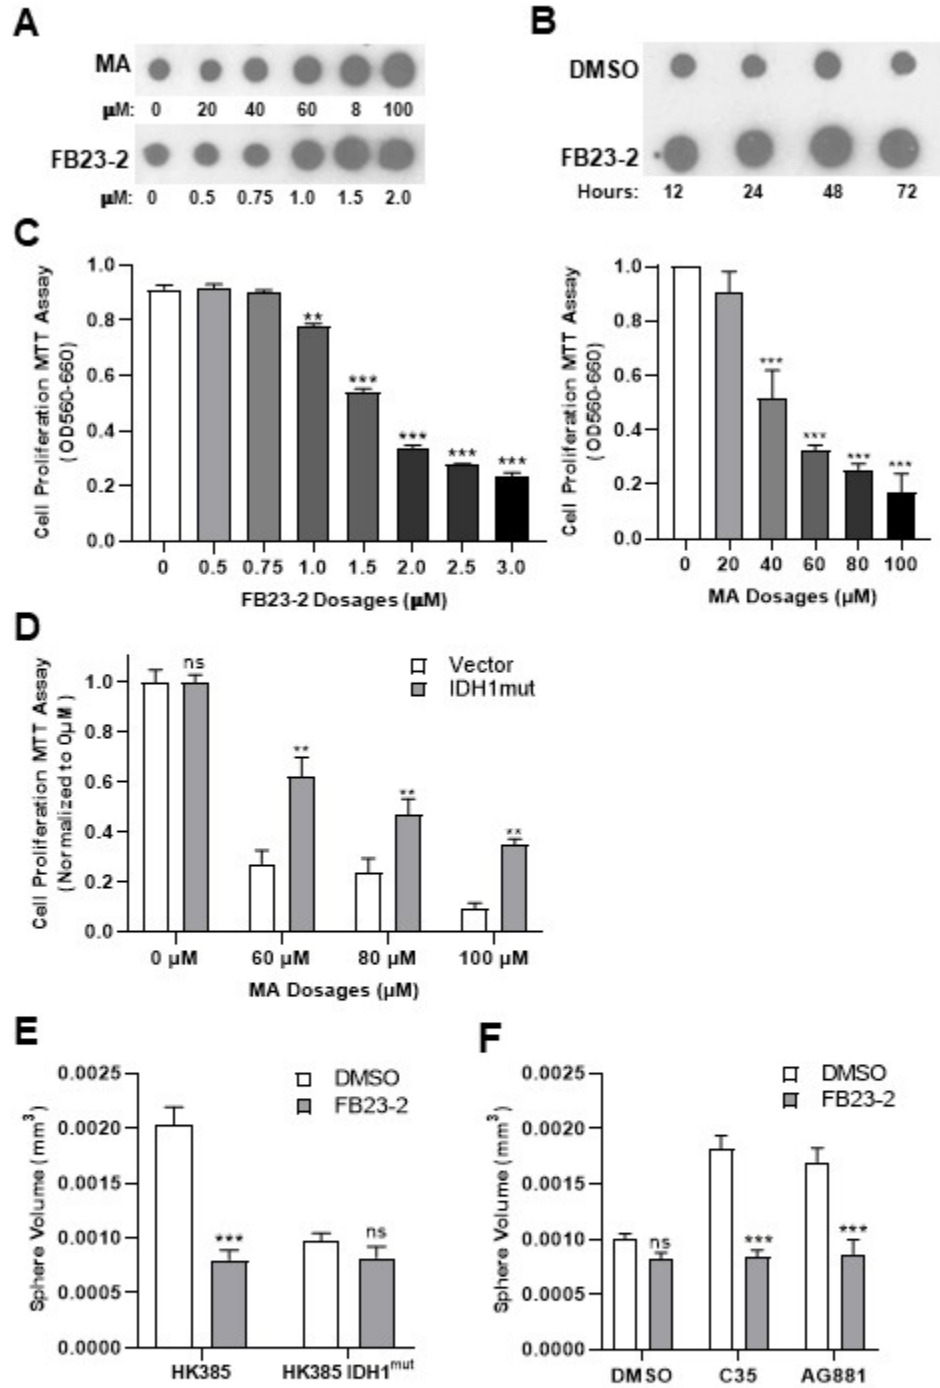 A
MA
μM: 0 20 40 60 8 100
FB23-2
μM: 0 0.5 0.75 1.0 1.5 2.0
B
DMSO
FB23-2
Hours: 12 24 48 72
C
Cell Proliferation MTT Assay
(OD560-660)
1.0
0.8
0.6
0.4
0.2
0.0
** *** *** *** ***
0 0.5 0.75 1.0 1.5 2.0 2.5 3.0
FB23-2 Dosages (μM)
Cell Proliferation MTT Assay
(OD560-660)
1.0
0.8
0.6
0.4
0.2
0.0
*** *** *** ***
0 20 40 60 80 100
MA Dosages (μM)
D
Cell Proliferation MTT Assay
(Normalized to 0μM)
1.0
0.8
0.6
0.4
0.2
0.0
ns ** ** **
Vector
IDH1mut
0 μM 60 μM 80 μM 100 μM
MA Dosages (μM)
E
Sphere Volume (mm³)
0.0025
0.0020
0.0015
0.0010
0.0005
0.0000
DMSO
FB23-2
*** ns
HK385 HK385 IDH1mut
F
Sphere Volume (mm³)
0.0025
0.0020
0.0015
0.0010
0.0005
0.0000
DMSO
FB23-2
ns *** ***
DMSO C35 AG881